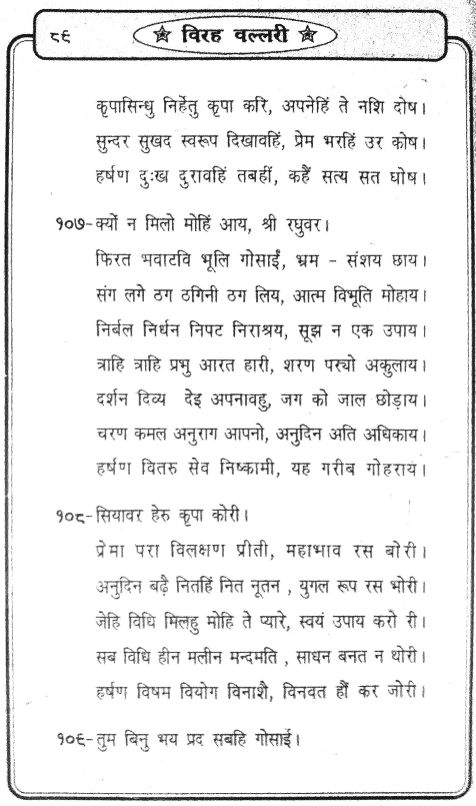 ८९ ☆ विरह वल्लरी ☆
कृपासिन्धु निर्हेतु कृपा करि, अपनेहिं ते नशि दोष।
सुन्दर सुखद स्वरूप दिखावहिं, प्रेम भरहिं उर कोष।
हर्षण दुःख दुरावहिं तबहीं, कहैं सत्य सत घोष।
१०७-क्यों न मिलो मोहिं आय, श्री रघुवर।
फिरत भवाटवि भूलि गोसाईं, भ्रम - संशय छाय।
संग लगे ठग ठगिनी ठग लिय, आत्म विभूति मोहाय।
निर्बल निर्धन निपट निराश्रय, सूझ न एक उपाय।
त्राहि त्राहि प्रभु आरत हारी, शरण पर्‍यो अकुलाय।
दर्शन दिव्य देइ अपनावहु, जग को जाल छोड़ाय।
चरण कमल अनुराग आपनो, अनुदिन अति अधिकाय।
हर्षण वितरु सेव निष्कामी, यह गरीब गोहराय।
१०८-सियावर हेरु कृपा कोरी।
प्रेमा परा विलक्षण प्रीती, महाभाव रस बोरी।
अनुदिन बढ़ै नितहिं नित नूतन , युगल रूप रस भोरी।
जेहि विधि मिलहु मोहि ते प्यारे, स्वयं उपाय करो री।
सब विधि हीन मलीन मन्दमति , साधन बनत न थोरी।
हर्षण विषम वियोग विनाशै, विनवत हौं कर जोरी।
१०९-तुम बिनु भय प्रद सबहि गोसाई।